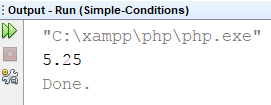 Output - Run (Simple-Conditions)
"C:\xampp\php\php.exe"
5.25
Done.